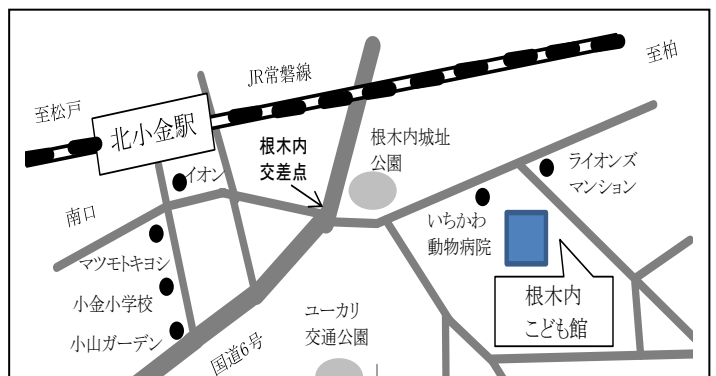 JR常磐線
至柏
至松戸
北小金駅
根木内
交差点
根木内城址
公園
ライオンズ
マンション
イオン
南口
いちかわ
動物病院
マツモトキヨシ
小金小学校
小山ガーデン
国道6号
ユーカリ
交通公園
根木内
こども館